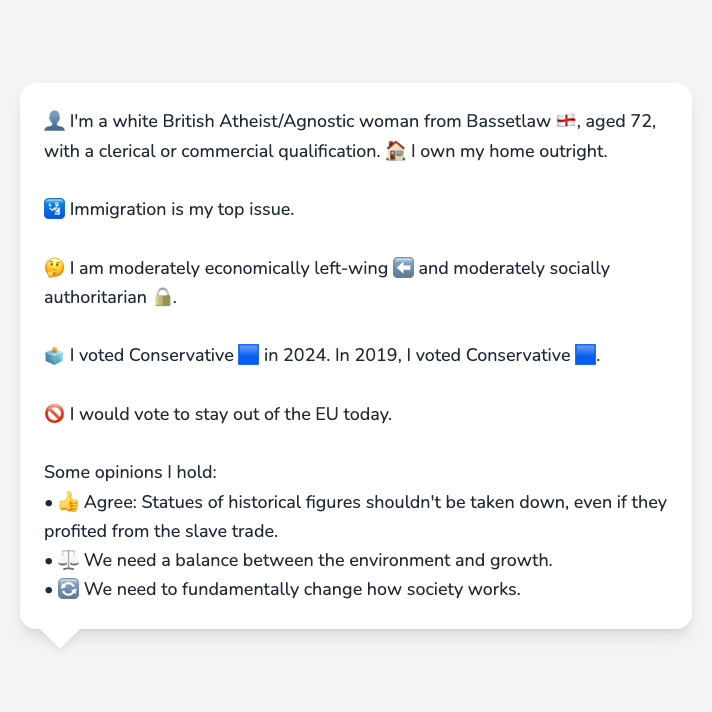 👤 I'm a white British Atheist/Agnostic woman from Bassetlaw 🏴󠁧󠁢󠁥󠁮󠁧󠁿, aged 72,
with a clerical or commercial qualification. 🏠 I own my home outright.
🛂 Immigration is my top issue.
🤔 I am moderately economically left-wing ⬅️ and moderately socially
authoritarian 🔒.
🗳️ I voted Conservative 🟦 in 2024. In 2019, I voted Conservative 🟦.
🚫 I would vote to stay out of the EU today.
Some opinions I hold:
• 👍 Agree: Statues of historical figures shouldn't be taken down, even if they
profited from the slave trade.
• ⚖️ We need a balance between the environment and growth.
• 🔄 We need to fundamentally change how society works.